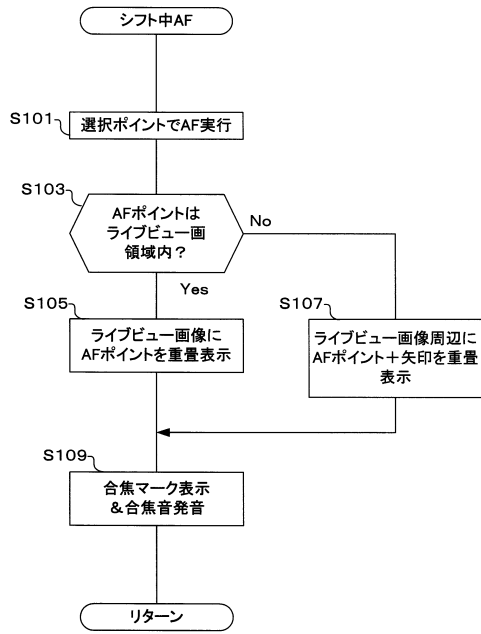 シフト中AF
S101
選択ポイントでAF実行
S103
AFポイントは
ライブビュー画
領域内？
No
Yes
S105
ライブビュー画像に
AFポイントを重畳表示
S107
ライブビュー画像周辺に
AFポイント＋矢印を重畳
表示
S109
合焦マーク表示
＆合焦音発音
リターン